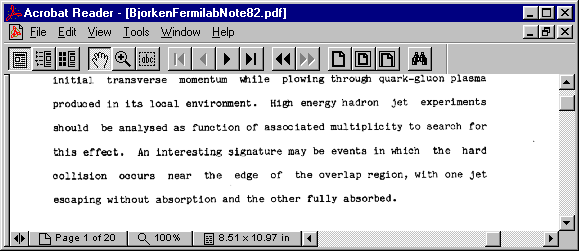 Acrobat Reader - [BjorkenFermilabNote82.pdf]
File Edit View Tools Window Help
abc
initial transverse momentum while plowing through quark-gluon plasma
produced in its local environment. High energy hadron jet experiments
should be analysed as function of associated multiplicity to search for
this effect. An interesting signature may be events in which the hard
collision occurs near the edge of the overlap region, with one jet
escaping without absorption and the other fully absorbed.
Page 1 of 20 100% 8.51 x 10.97 in